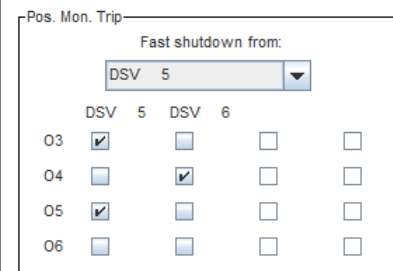 Pos. Mon. Trip
Fast shutdown from:
DSV 5
DSV 5 DSV 6
O3
O4
O5
O6